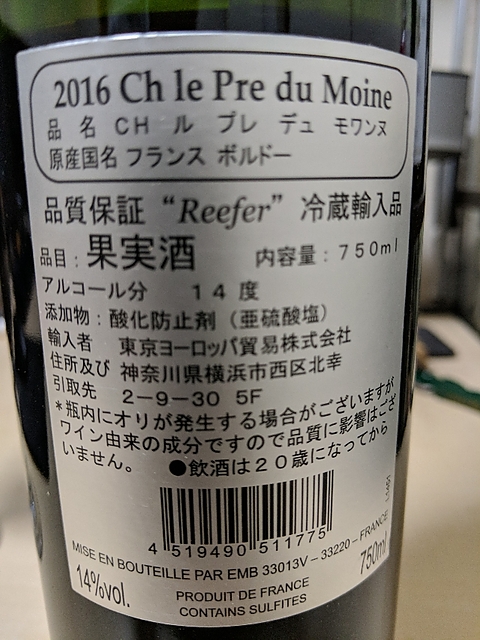 2016 Ch le Pre du Moine
品 名 CH ル プレ デュ モワンヌ
原産国名 フランス ボルドー
品質保証 “Reefer” 冷蔵輸入品
品目：果実酒 内容量：750ml
アルコール分 14度
添加物：酸化防止剤（亜硫酸塩）
輸入者 東京ヨーロッパ貿易株式会社
住所及び 神奈川県横浜市西区北幸
引取先 2-9-30 5F
*瓶内にオリが発生する場合がございますが
ワイン由来の成分ですので品質に影響はござ
いません。 ●飲酒は20歳になってから
4 519490 511775
MISE EN BOUTEILLE PAR EMB 33013V – 33220 – FRANCE
14%vol. PRODUIT DE FRANCE 750ml
CONTAINS SULFITES